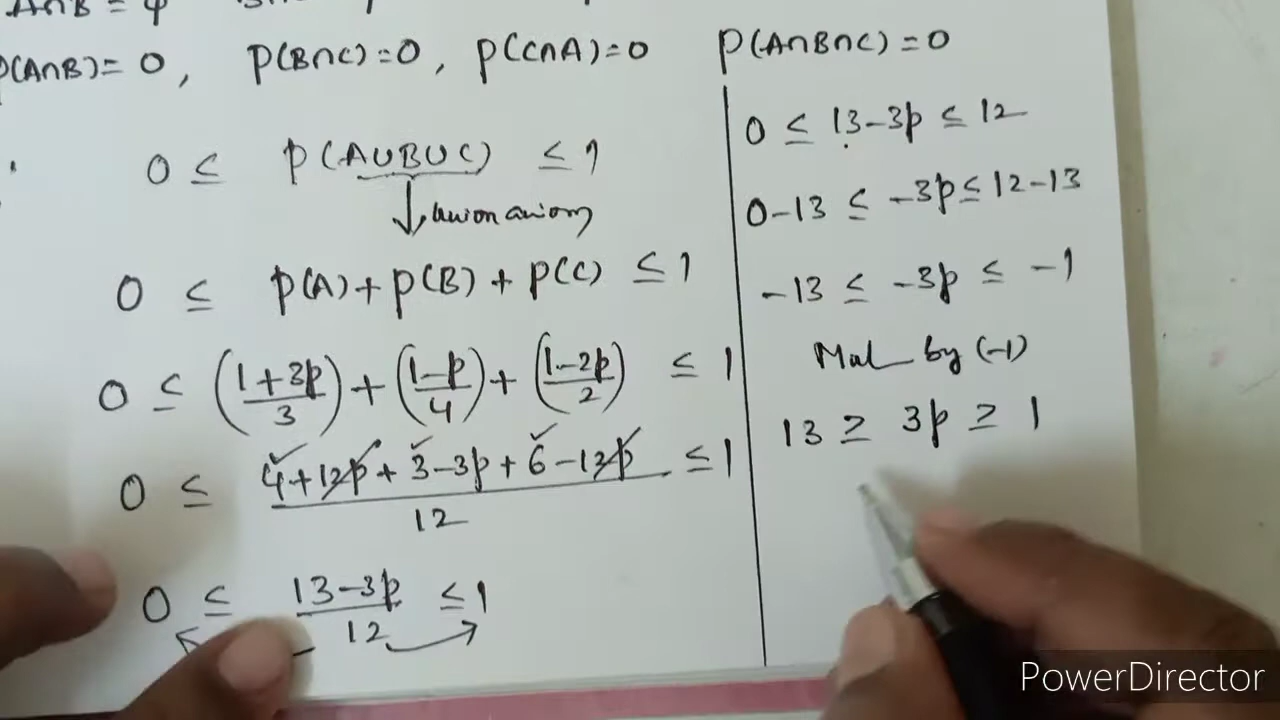 A∩B = φ
P(A∩B) = 0, P(B∩C) = 0, P(C∩A) = 0 P(A∩B∩C) = 0
0 ≤ P(A∪B∪C) ≤ 1
0 ≤ P(A) + P(B) + P(C) ≤ 1
0 ≤ (1+3p/3) + (1-p/4) + (1-2p/2) ≤ 1
0 ≤ 4+12p+3-3p+6-12p/12 ≤ 1
0 ≤ 13-3p/12 ≤ 1
0 ≤ 13-3p ≤ 12
0-13 ≤ -3p ≤ 12-13
-13 ≤ -3p ≤ -1
Mul by (-1)
13 ≥ 3p ≥ 1
PowerDirector